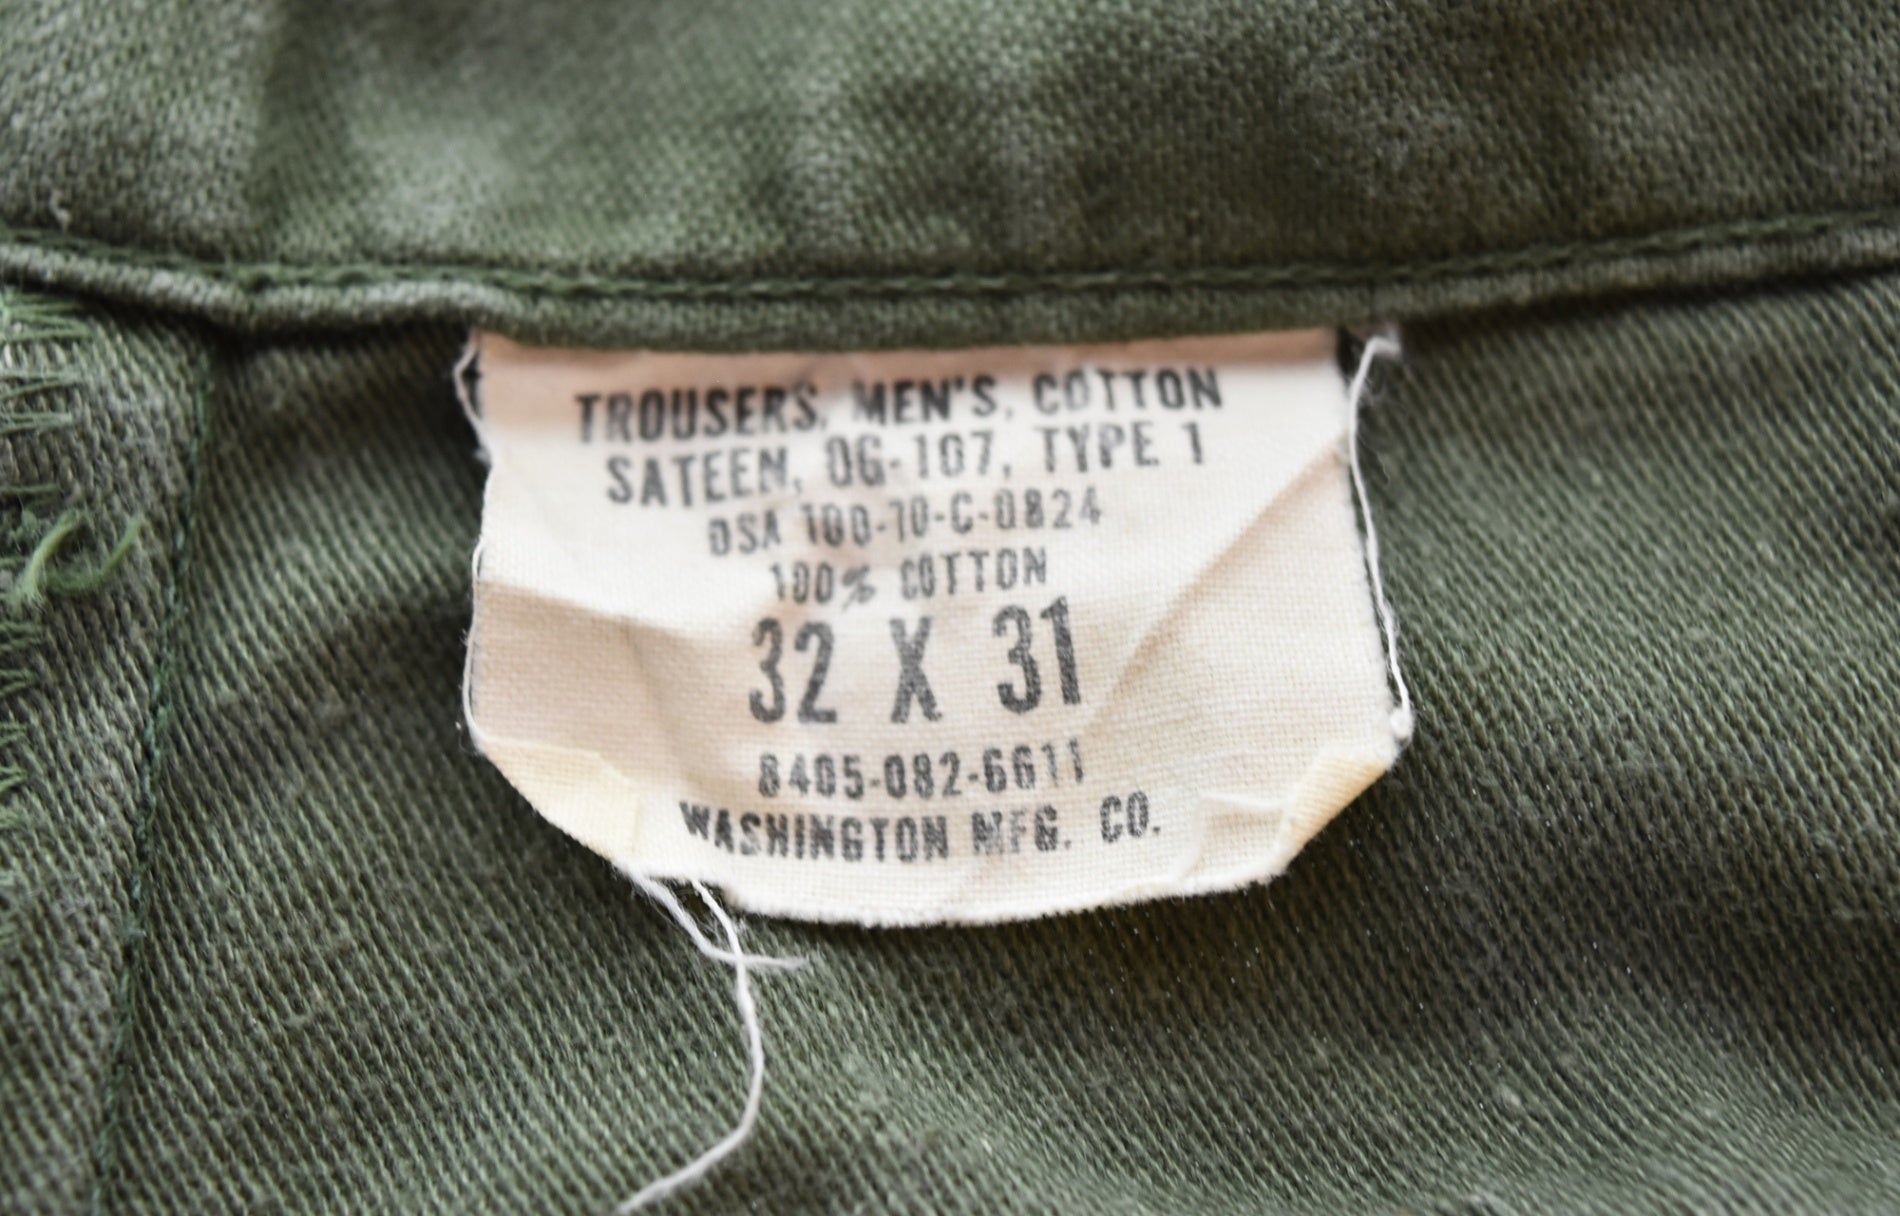 TROUSERS, MEN'S, COTTON
SATEEN, OG-107, TYPE 1
DSA 100-70-C-0824
100% COTTON
32 X 31
8405-082-6611
WASHINGTON MFG. CO.